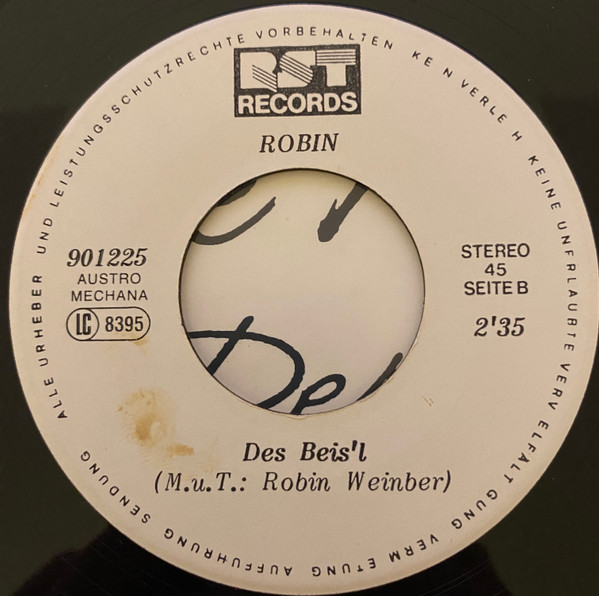 ALLE URHEBER UND LEISTUNGSSCHUTZRECHTE VORBEHALTEN KE N VERLE H KEINE UNERLAUBTE VERV ELFALT GUNG VERM ETUNG AUFFUHRUNG SENDUNG
RST
RECORDS
ROBIN
901225
AUSTRO
MECHANA
LC 8395
STEREO
45
SEITE B
2'35
De
Des Beis'l
(M.u.T.: Robin Weinber)